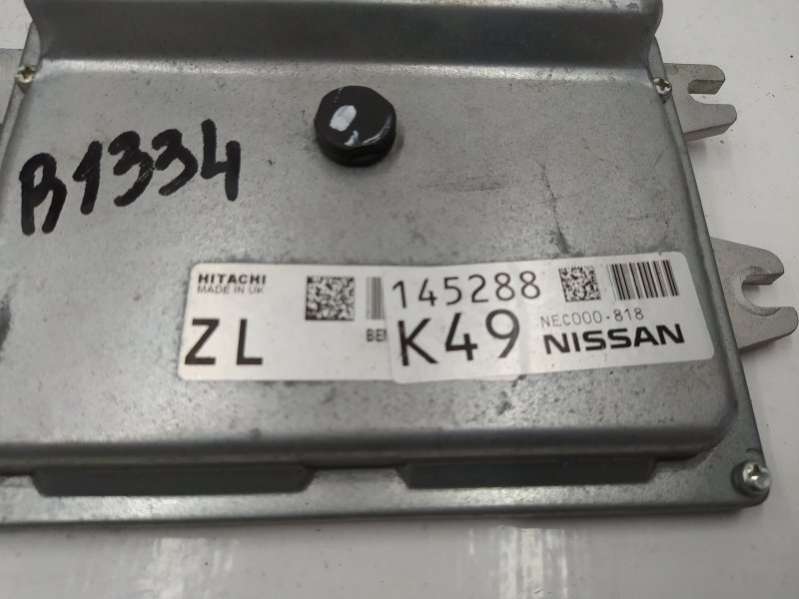 B1334
HITACHI
MADE IN UK
ZL
145288
K49
NEC000-818
NISSAN